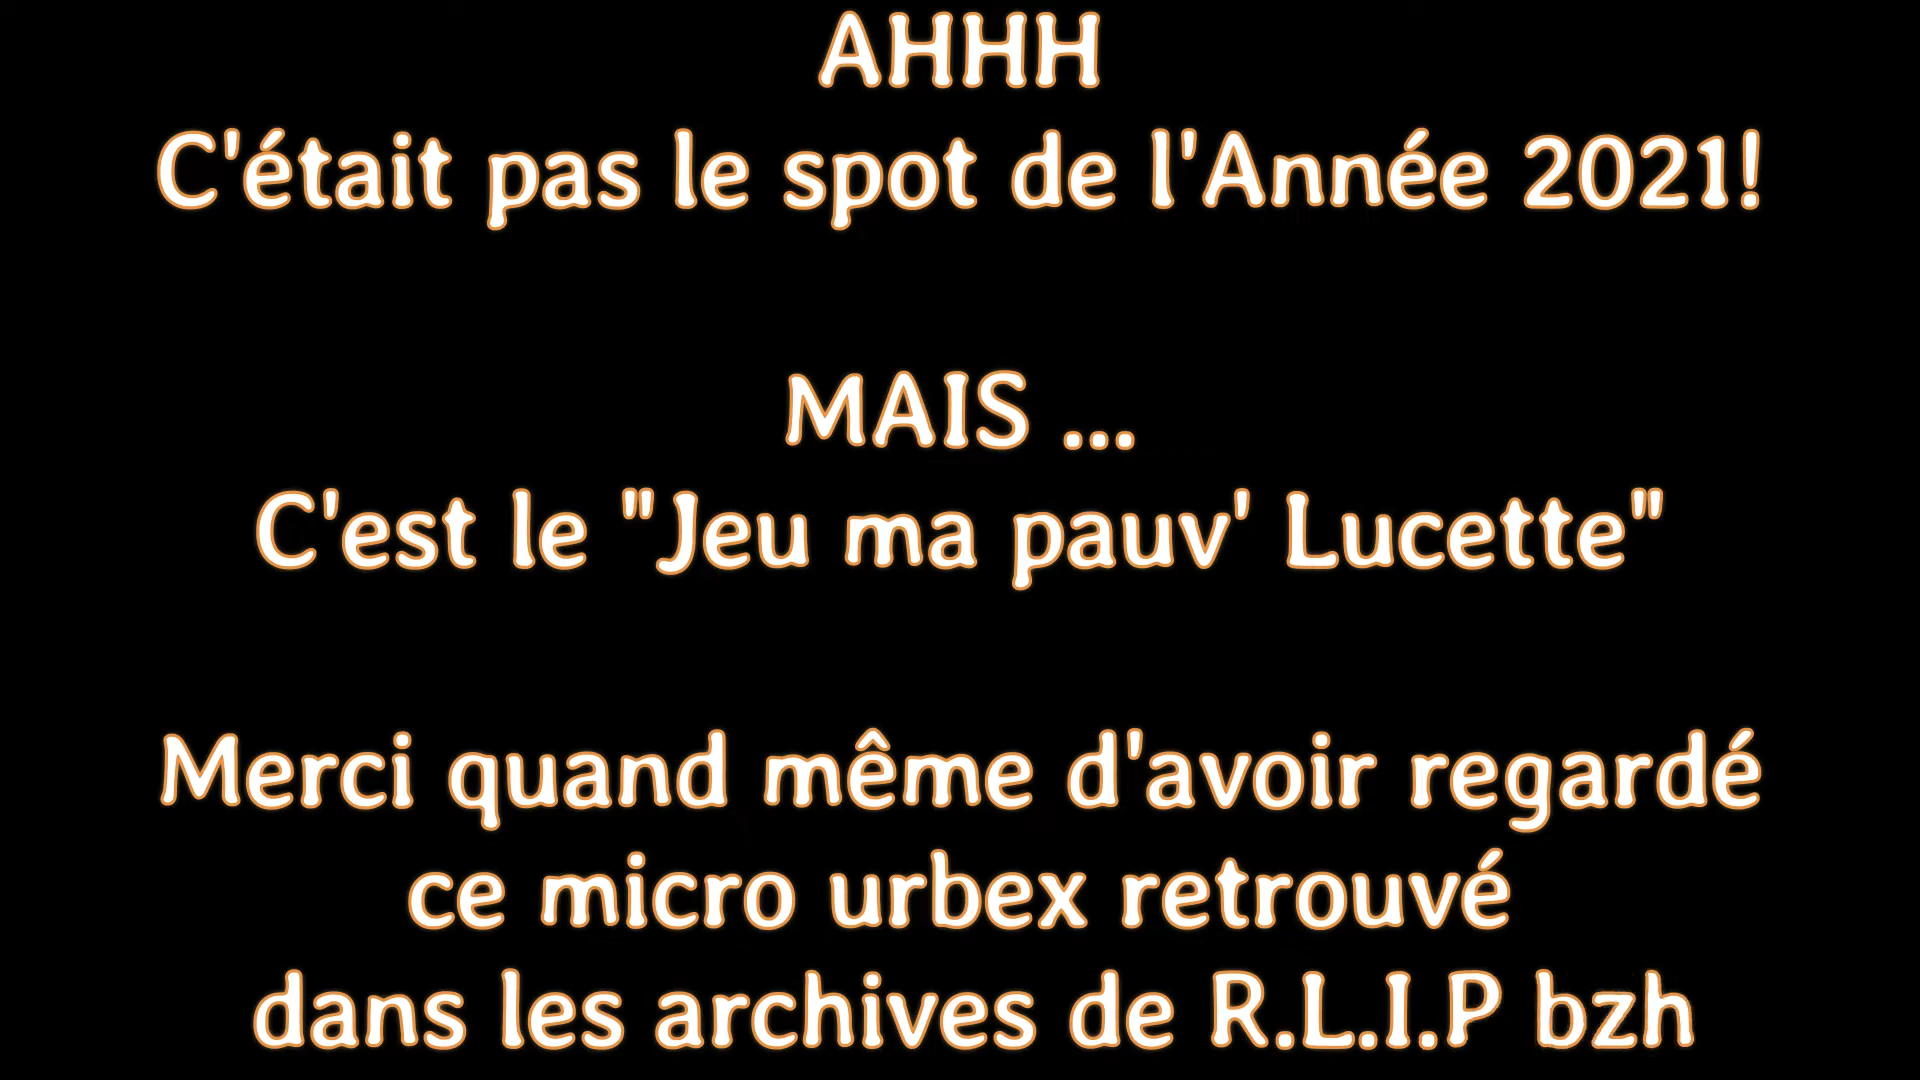 AHHH
C'était pas le spot de l'Année 2021!
MAIS ...
C'est le "Jeu ma pauv' Lucette"
Merci quand même d'avoir regardé
ce micro urbex retrouvé
dans les archives de R.L.I.P bzh